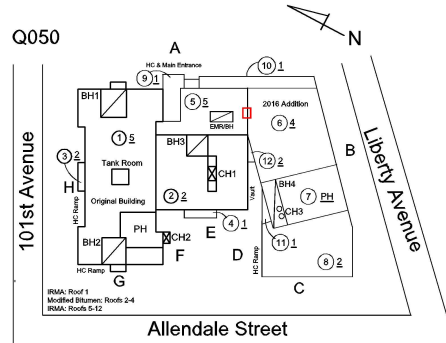 Q050
A
HC & Main Entrance
N
9 1
10 1
BH1
5 5
EMR/BH
2016 Addition
6 4
1 5
3 2
Tank Room
BH3
CH1
12 2
B
H
HC Ramp
Original Building
2 2
Vault
BH4
7 PH
CH3
PH
4 1
E
11 1
BH2
CH2
F
D
HC Ramp
8 2
HC Ramp
G
C
IRMA: Roof 1
Modified Bitumen: Roofs 2-4
IRMA: Roofs 5-12
101st Avenue
Liberty Avenue
Allendale Street